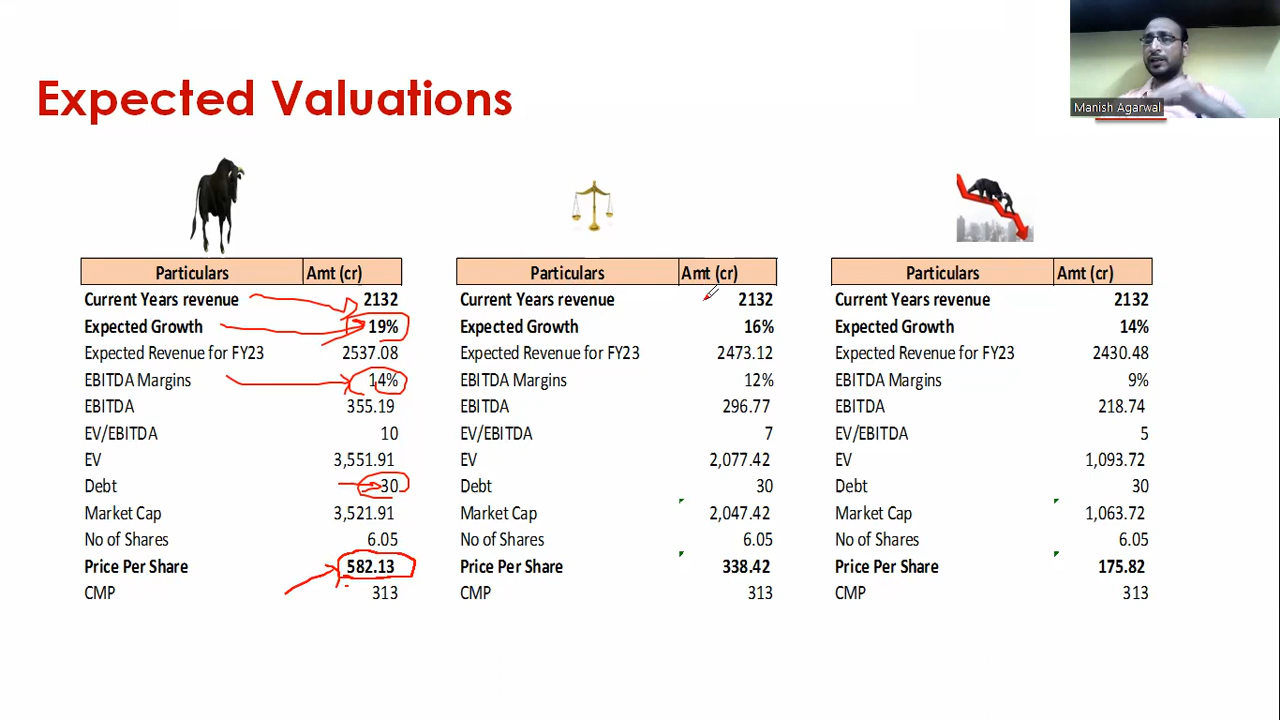 Manish Agarwal
Expected Valuations
Particulars Amt (cr)
Current Years revenue 2132
Expected Growth 19%
Expected Revenue for FY23 2537.08
EBITDA Margins 14%
EBITDA 355.19
EV/EBITDA 10
EV 3,551.91
Debt 30
Market Cap 3,521.91
No of Shares 6.05
Price Per Share 582.13
CMP 313
Particulars Amt (cr)
Current Years revenue 2132
Expected Growth 16%
Expected Revenue for FY23 2473.12
EBITDA Margins 12%
EBITDA 296.77
EV/EBITDA 7
EV 2,077.42
Debt 30
Market Cap 2,047.42
No of Shares 6.05
Price Per Share 338.42
CMP 313
Particulars Amt (cr)
Current Years revenue 2132
Expected Growth 14%
Expected Revenue for FY23 2430.48
EBITDA Margins 9%
EBITDA 218.74
EV/EBITDA 5
EV 1,093.72
Debt 30
Market Cap 1,063.72
No of Shares 6.05
Price Per Share 175.82
CMP 313